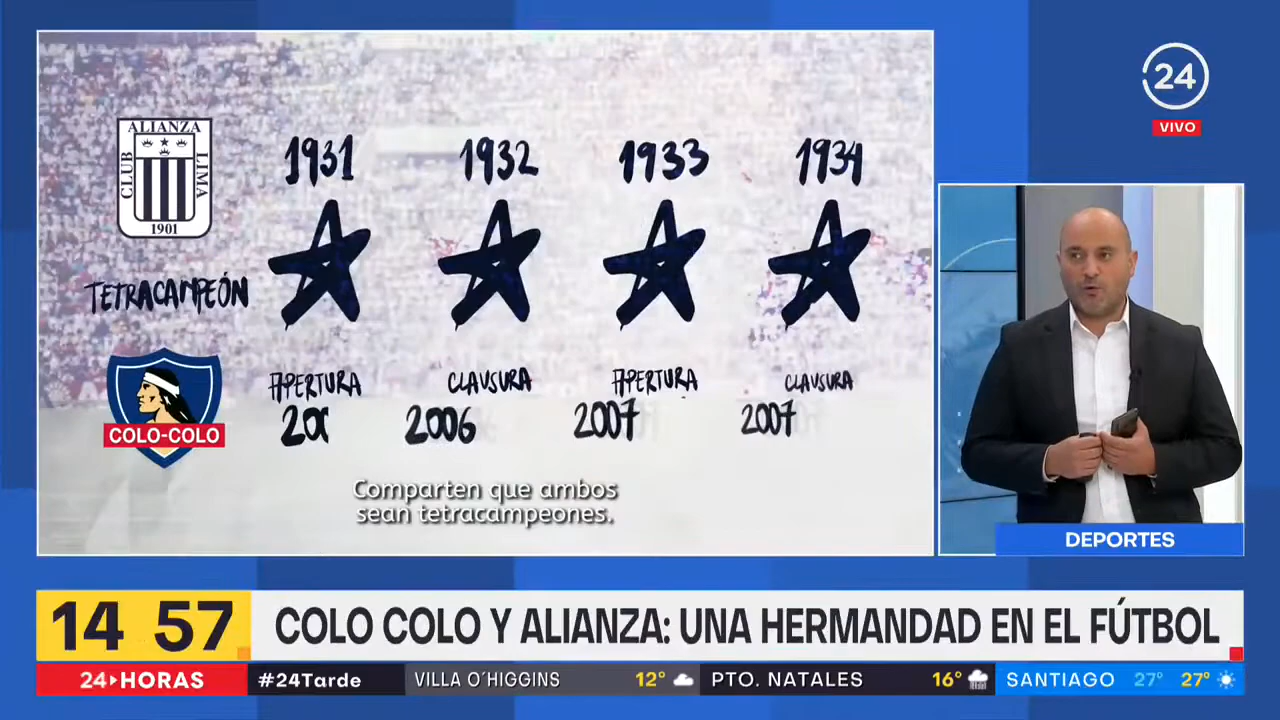 24
VIVO
ALIANZA
CLUB
LIMA
1901
1931
1932
1933
1934
TETRACAMPEÓN
COLO-COLO
APERTURA
CLAUSURA
APERTURA
CLAUSURA
2006
2007
2007
Comparten que ambos
sean tetracampeones.
DEPORTES
14 57
COLO COLO Y ALIANZA: UNA HERMANDAD EN EL FÚTBOL
24 HORAS
#24Tarde
VILLA O´HIGGINS 12°
PTO. NATALES 16°
SANTIAGO 27° 27°